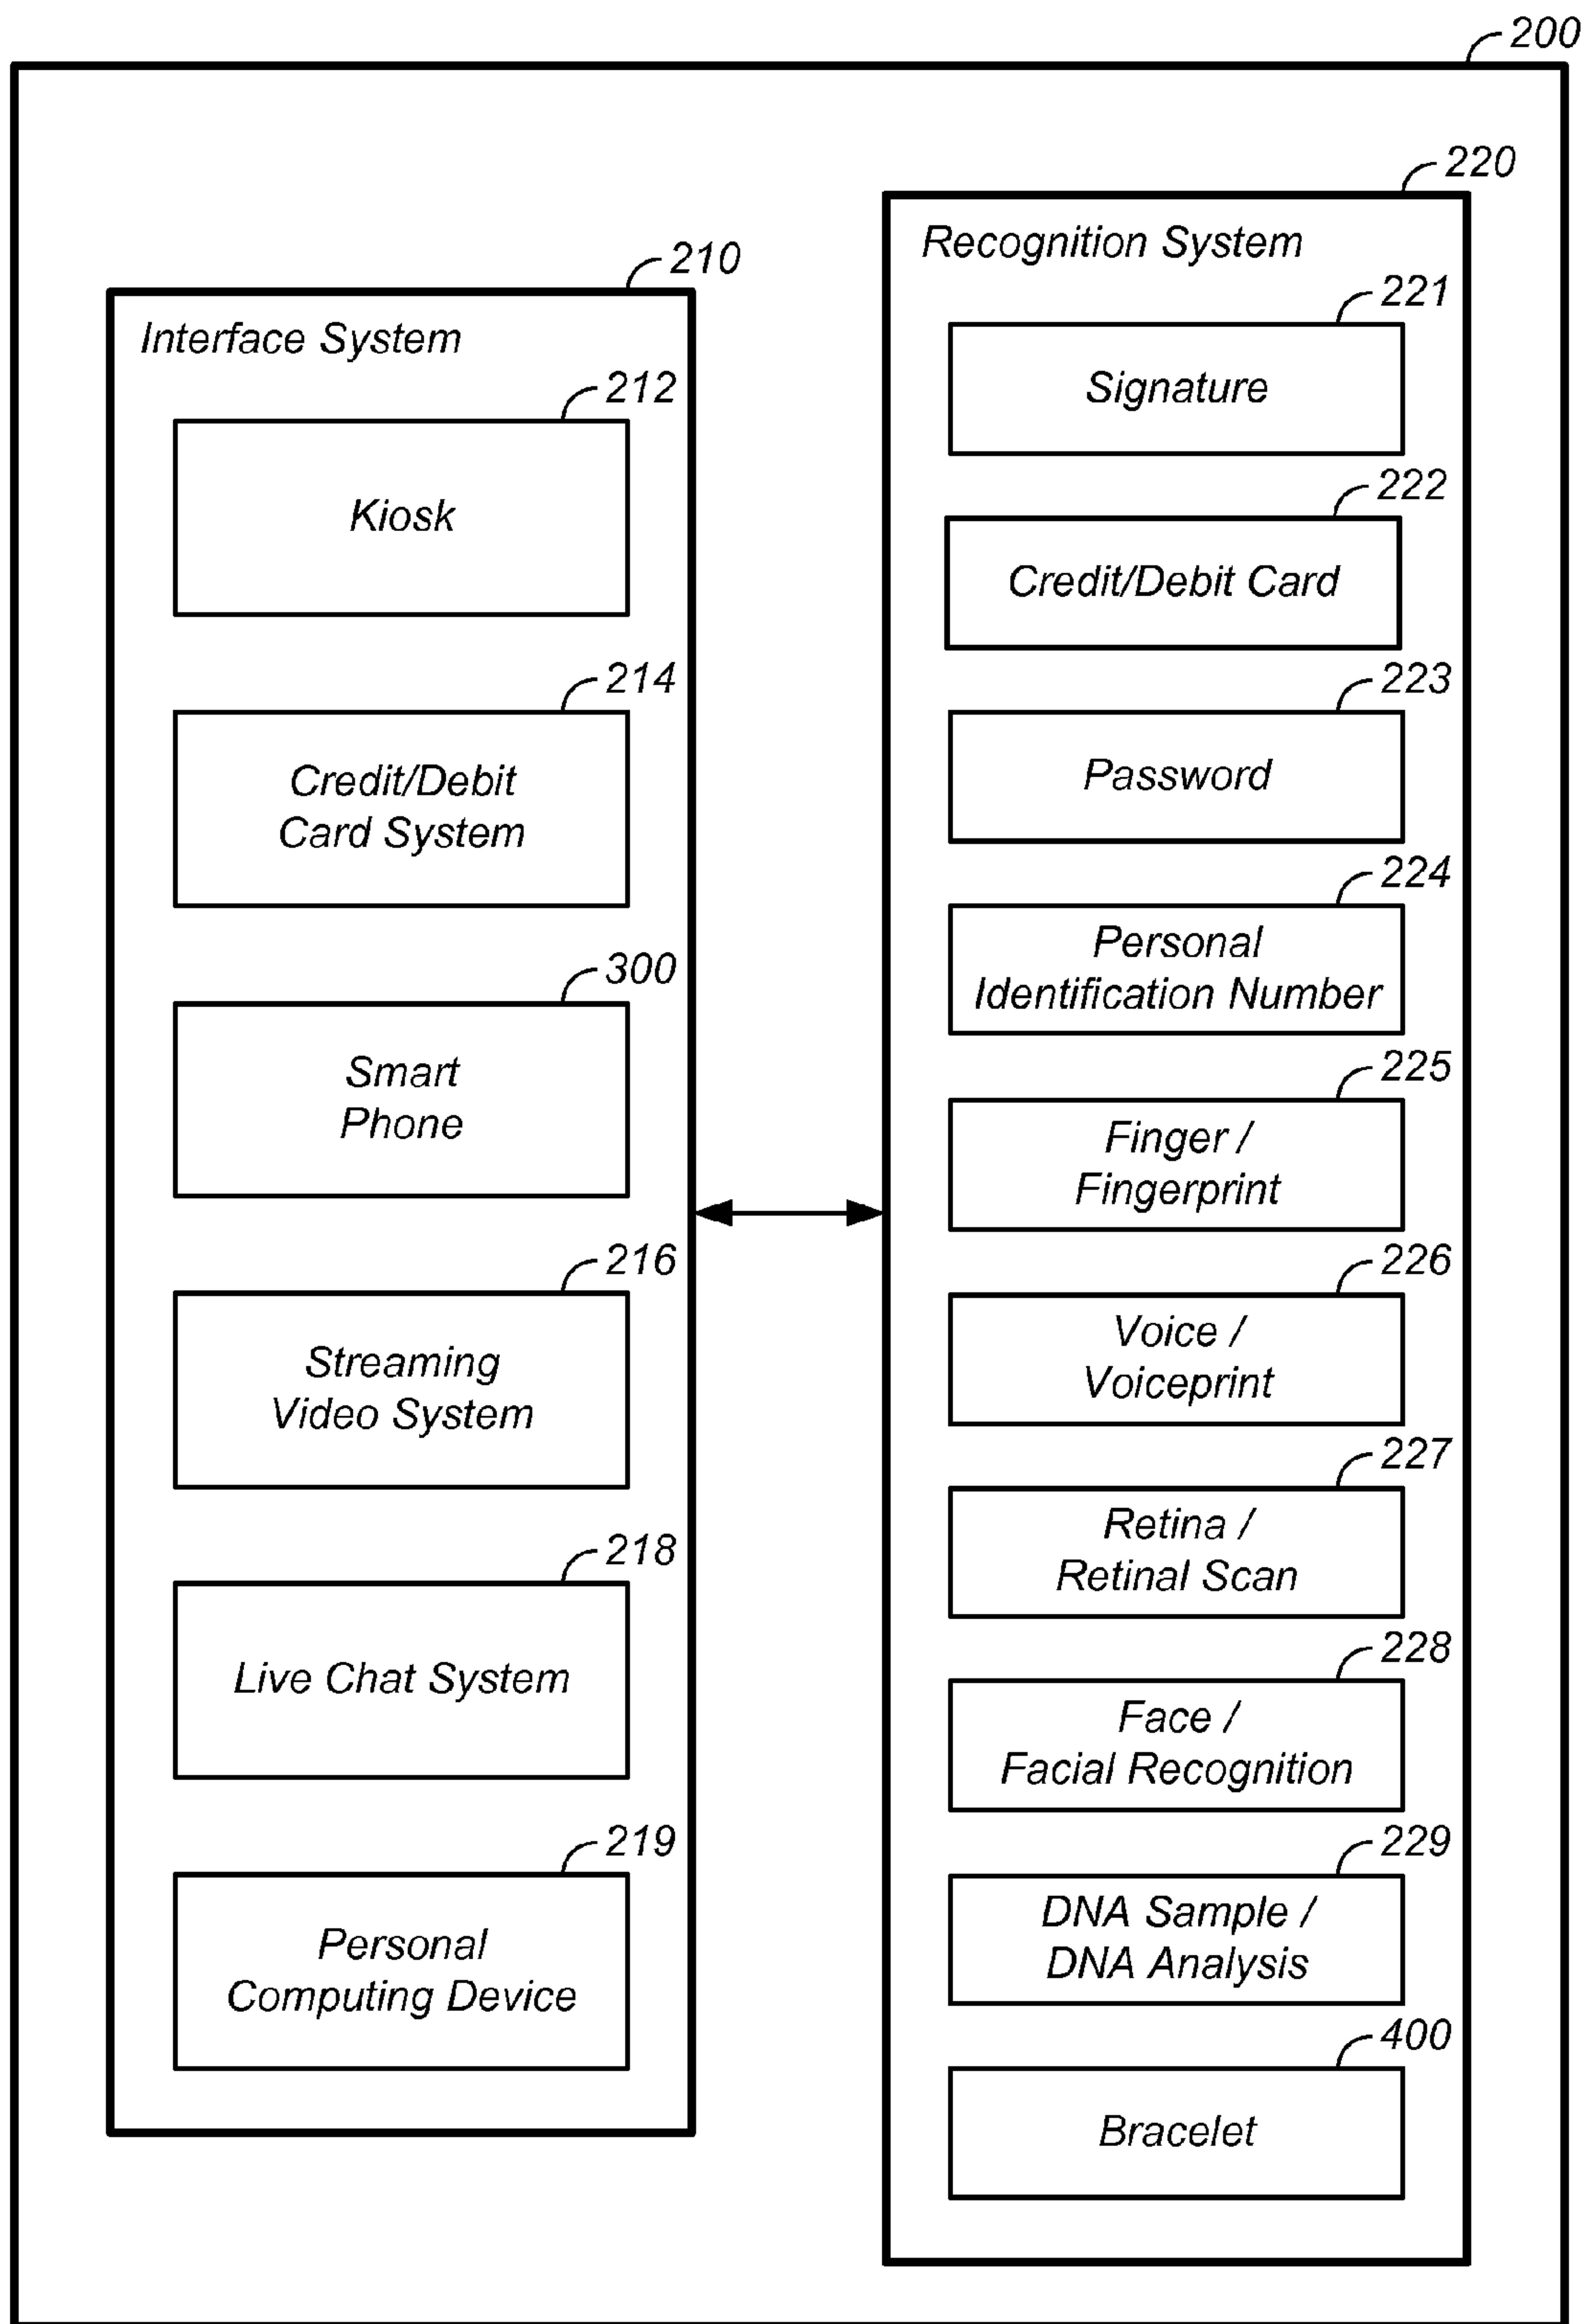 200
210
Interface System
212
Kiosk
214
Credit/Debit
Card System
300
Smart
Phone
216
Streaming
Video System
218
Live Chat System
219
Personal
Computing Device
220
Recognition System
221
Signature
222
Credit/Debit Card
223
Password
224
Personal
Identification Number
225
Finger /
Fingerprint
226
Voice /
Voiceprint
227
Retina /
Retinal Scan
228
Face /
Facial Recognition
229
DNA Sample /
DNA Analysis
400
Bracelet